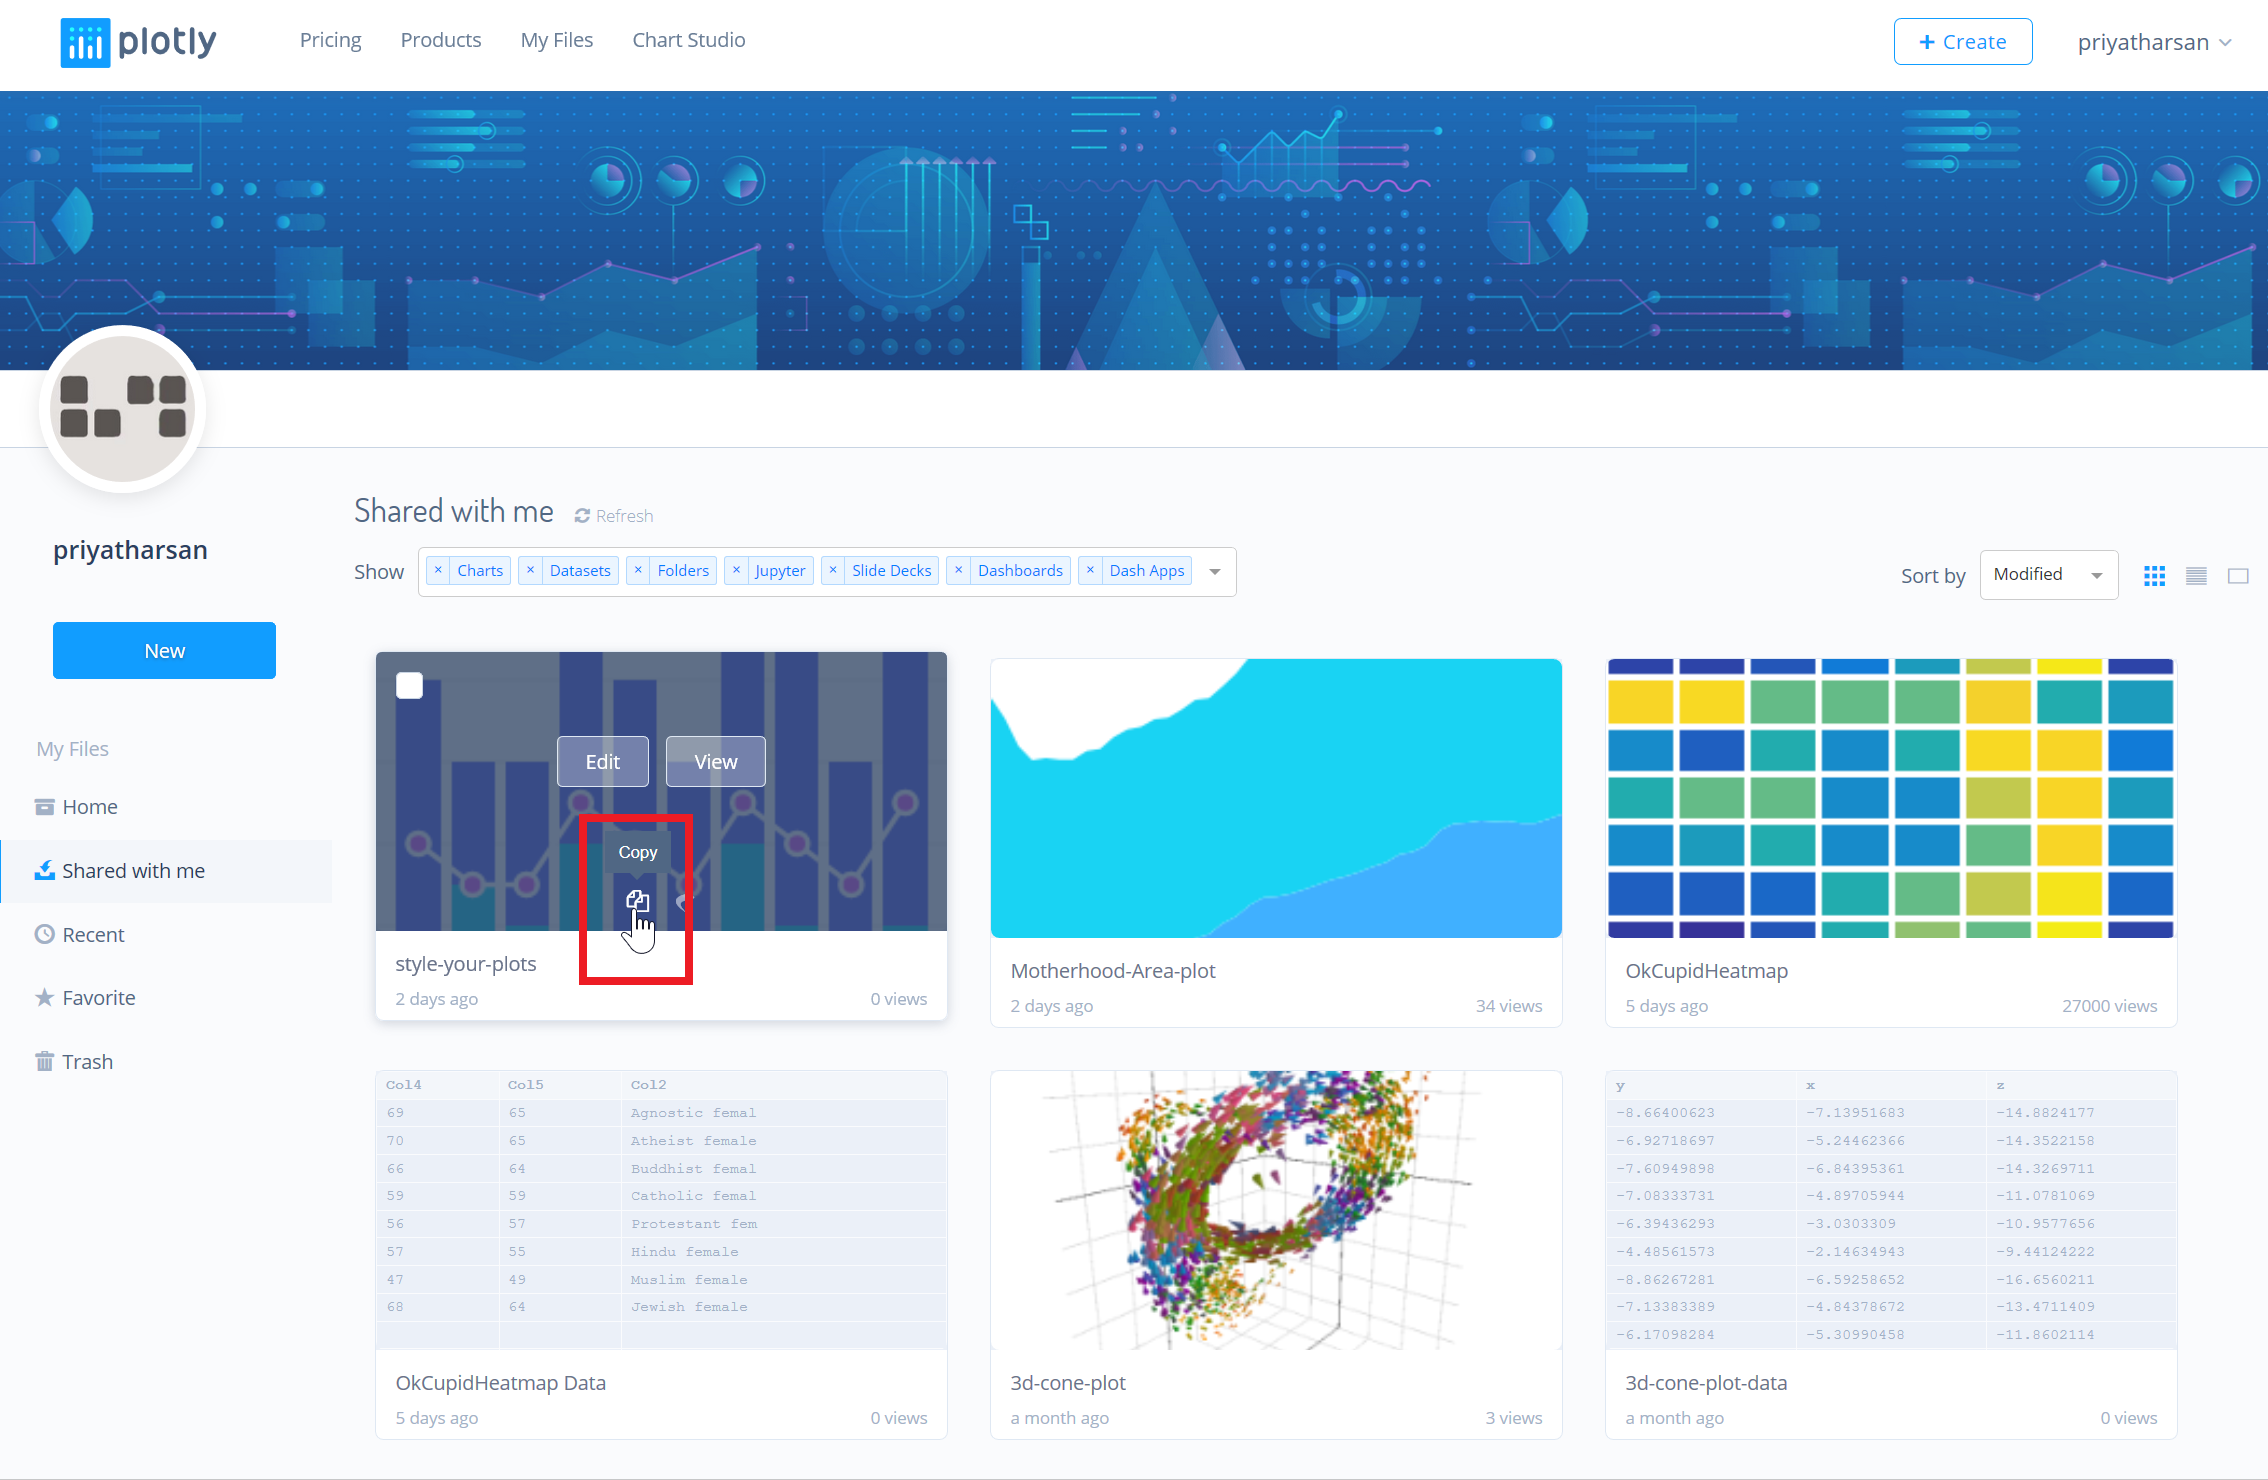 plotly Pricing Products My Files Chart Studio + Create priyatharsan
priyatharsan
New
My Files
Home
Shared with me
Recent
Favorite
Trash
Shared with me Refresh
Show × Charts × Datasets × Folders × Jupyter × Slide Decks × Dashboards × Dash Apps
Sort by Modified
Edit View
Copy
style-your-plots
2 days ago 0 views
Motherhood-Area-plot
2 days ago 34 views
OkCupidHeatmap
5 days ago 27000 views
Col4 Col5 Col2
69 65 Agnostic femal
70 65 Atheist female
66 64 Buddhist femal
59 59 Catholic femal
56 57 Protestant fem
57 55 Hindu female
47 49 Muslim female
68 64 Jewish female
OkCupidHeatmap Data
5 days ago 0 views
3d-cone-plot
a month ago 3 views
y x z
-8.66400623 -7.13951683 -14.8824177
-6.92718697 -5.24462366 -14.3522158
-7.60949898 -6.84395361 -14.3269711
-7.08333731 -4.89705944 -11.0781069
-6.39436293 -3.0303309 -10.9577656
-4.48561573 -2.14634943 -9.44124222
-8.86267281 -6.59258652 -16.6560211
-7.13383389 -4.84378672 -13.4711409
-6.17098284 -5.30990458 -11.8602114
3d-cone-plot-data
a month ago 0 views